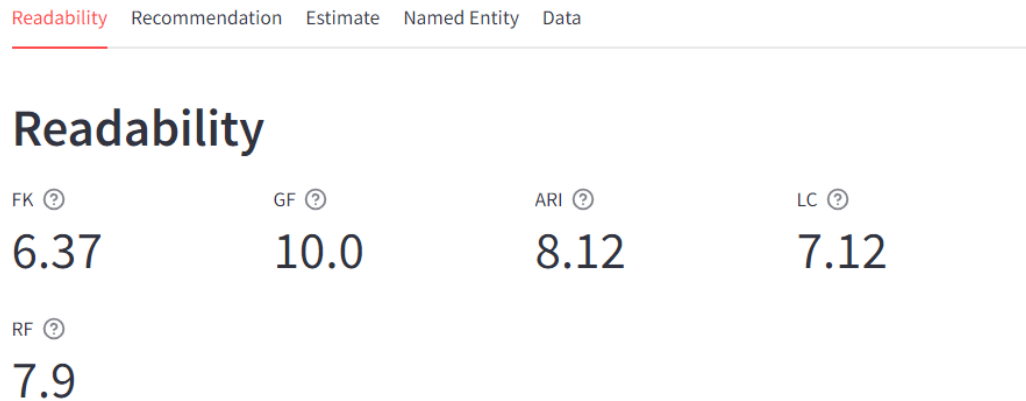 Readability Recommendation Estimate Named Entity Data
Readability
FK ? GF ? ARI ? LC ?
6.37 10.0 8.12 7.12
RF ?
7.9